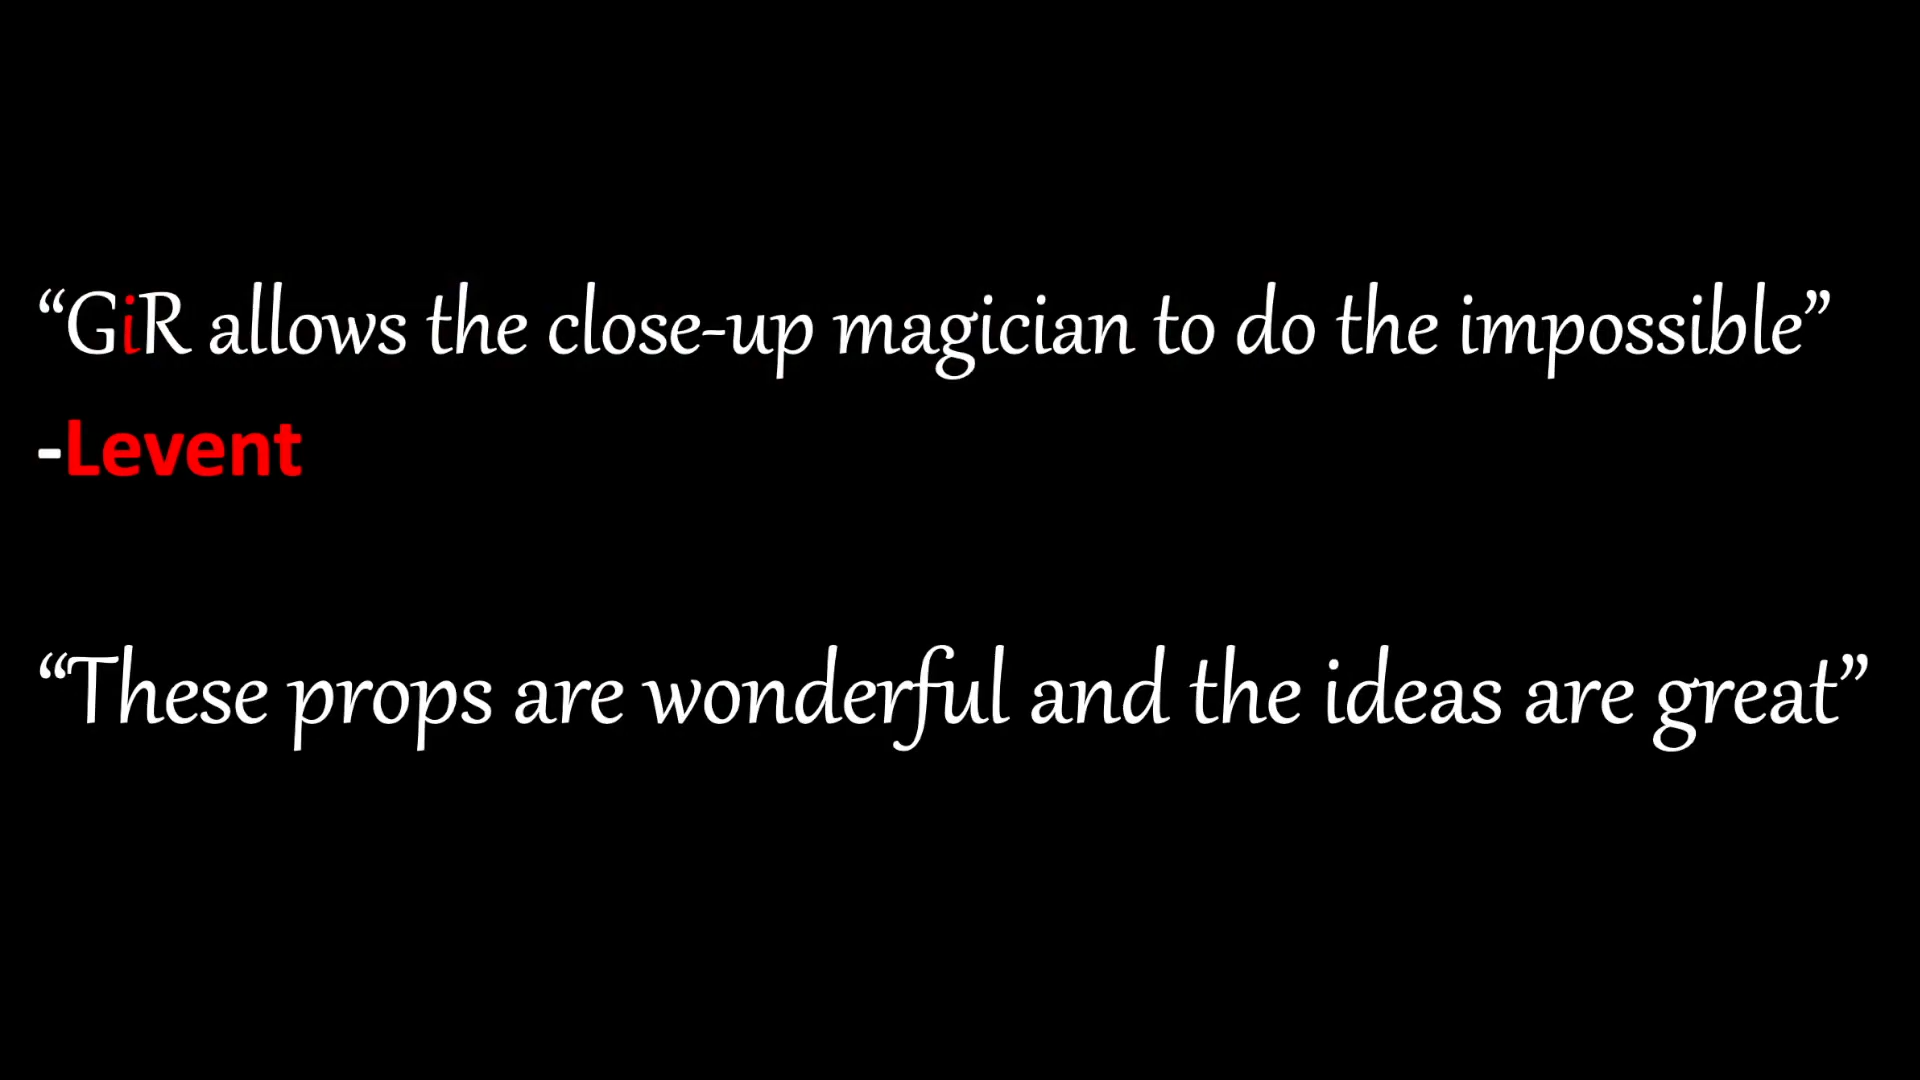 “GiR allows the close-up magician to do the impossible”
-Levent
“These props are wonderful and the ideas are great”